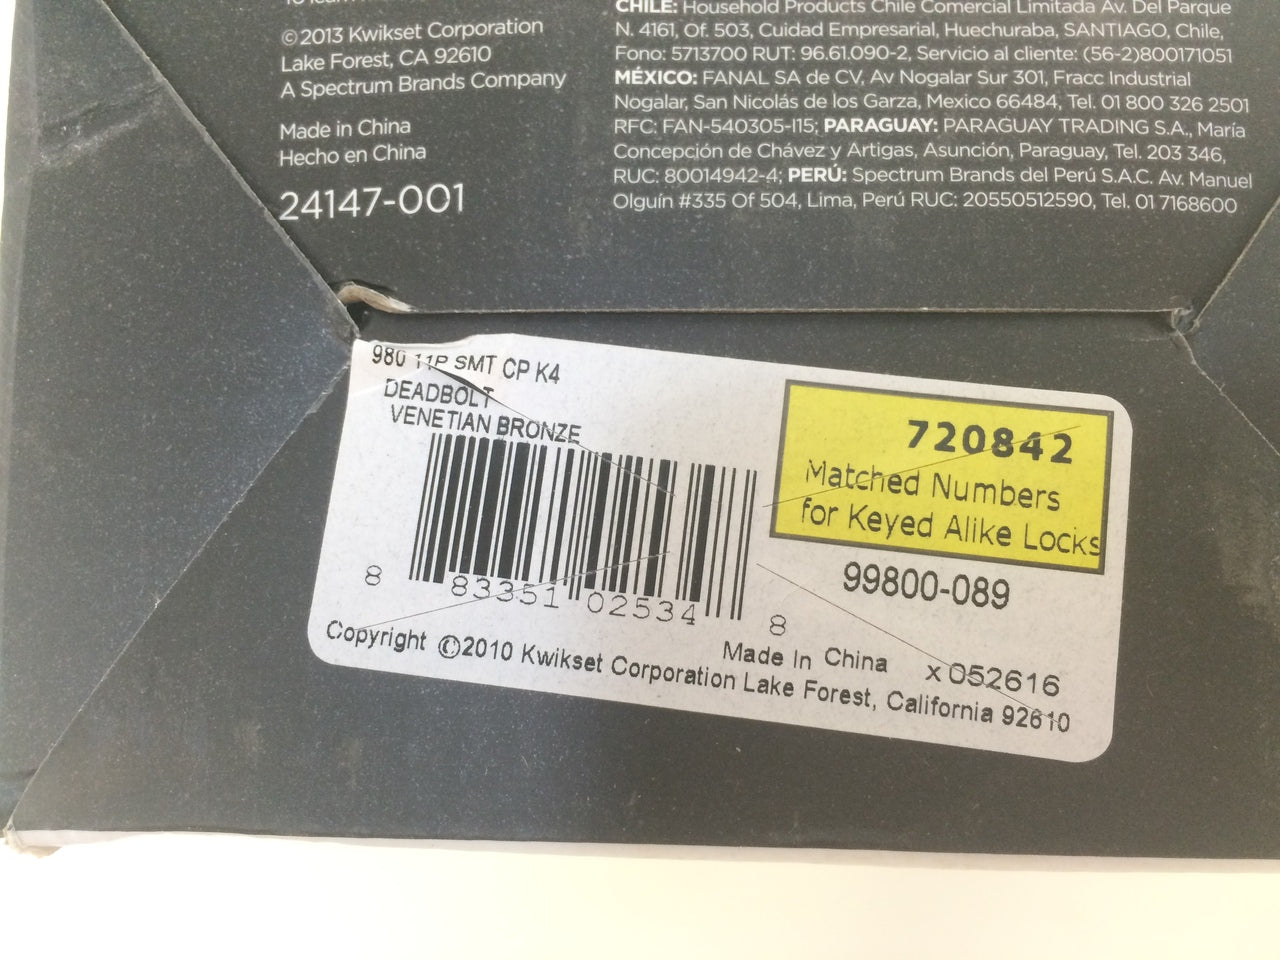 ©2013 Kwikset Corporation
Lake Forest, CA 92610
A Spectrum Brands Company
Made in China
Hecho en China
24147-001
CHILE: Household Products Chile Comercial Limitada Av. Del Parque
N. 4161, Of. 503, Cuidad Empresarial, Huechuraba, SANTIAGO, Chile,
Fono: 5713700 RUT: 96.61.090-2, Servicio al cliente: (56-2)800171051
MÉXICO: FANAL SA de CV, Av Nogalar Sur 301, Fracc Industrial
Nogalar, San Nicolás de los Garza, Mexico 66484, Tel. 01 800 326 2501
RFC: FAN-540305-I15; PARAGUAY: PARAGUAY TRADING S.A., María
Concepción de Chávez y Artigas, Asunción, Paraguay, Tel. 203 346,
RUC: 80014942-4; PERÚ: Spectrum Brands del Perú S.A.C. Av. Manuel
Olguín #335 Of 504, Lima, Perú RUC: 20550512590, Tel. 01 7168600
980 11P SMT CP K4
DEADBOLT
VENETIAN BRONZE
8 83351 02534 8
720842
Matched Numbers
for Keyed Alike Locks
99800-089
Made In China x 052616
Copyright ©2010 Kwikset Corporation Lake Forest, California 92610